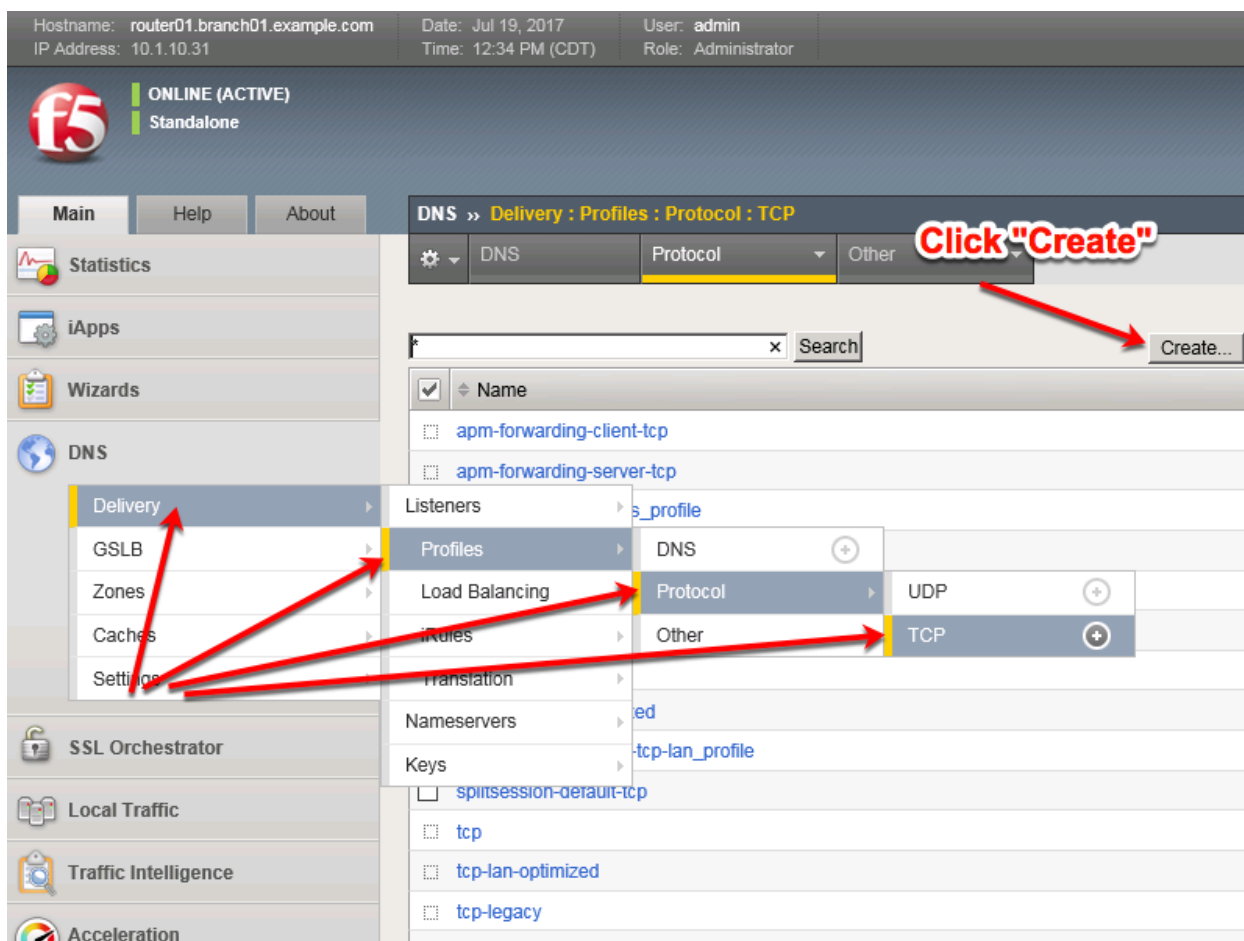 Hostname: router01.branch01.example.com Date: Jul 19, 2017 User: admin
IP Address: 10.1.10.31 Time: 12:34 PM (CDT) Role: Administrator
f5
ONLINE (ACTIVE)
Standalone
Main Help About
DNS » Delivery : Profiles : Protocol : TCP
Click "Create"
DNS Protocol Other
Statistics
iApps
* × Search Create...
Wizards
Name
DNS
apm-forwarding-client-tcp
apm-forwarding-server-tcp
s_profile
Delivery Listeners
GSLB Profiles DNS
Zones Load Balancing Protocol UDP
Caches iRules Other TCP
Settings Translation
Nameservers
Keys
ed
-tcp-lan_profile
splitsession-default-tcp
SSL Orchestrator
Local Traffic
tcp
Traffic Intelligence
tcp-lan-optimized
tcp-legacy
Acceleration